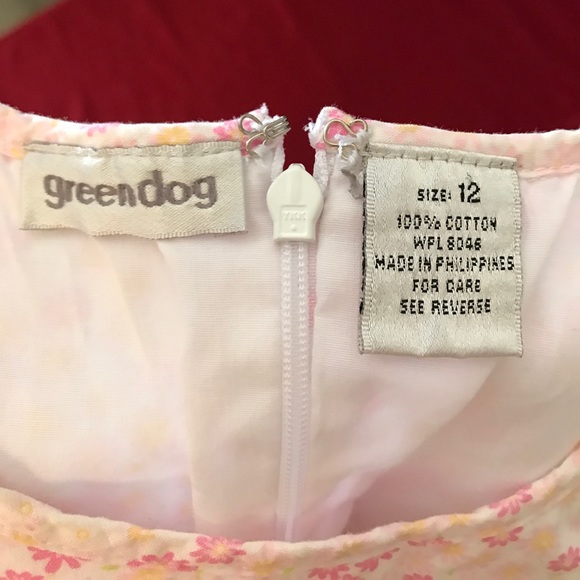 greendog
SIZE: 12
100% COTTON
WPL 8046
MADE IN PHILIPPINES
FOR CARE
SEE REVERSE